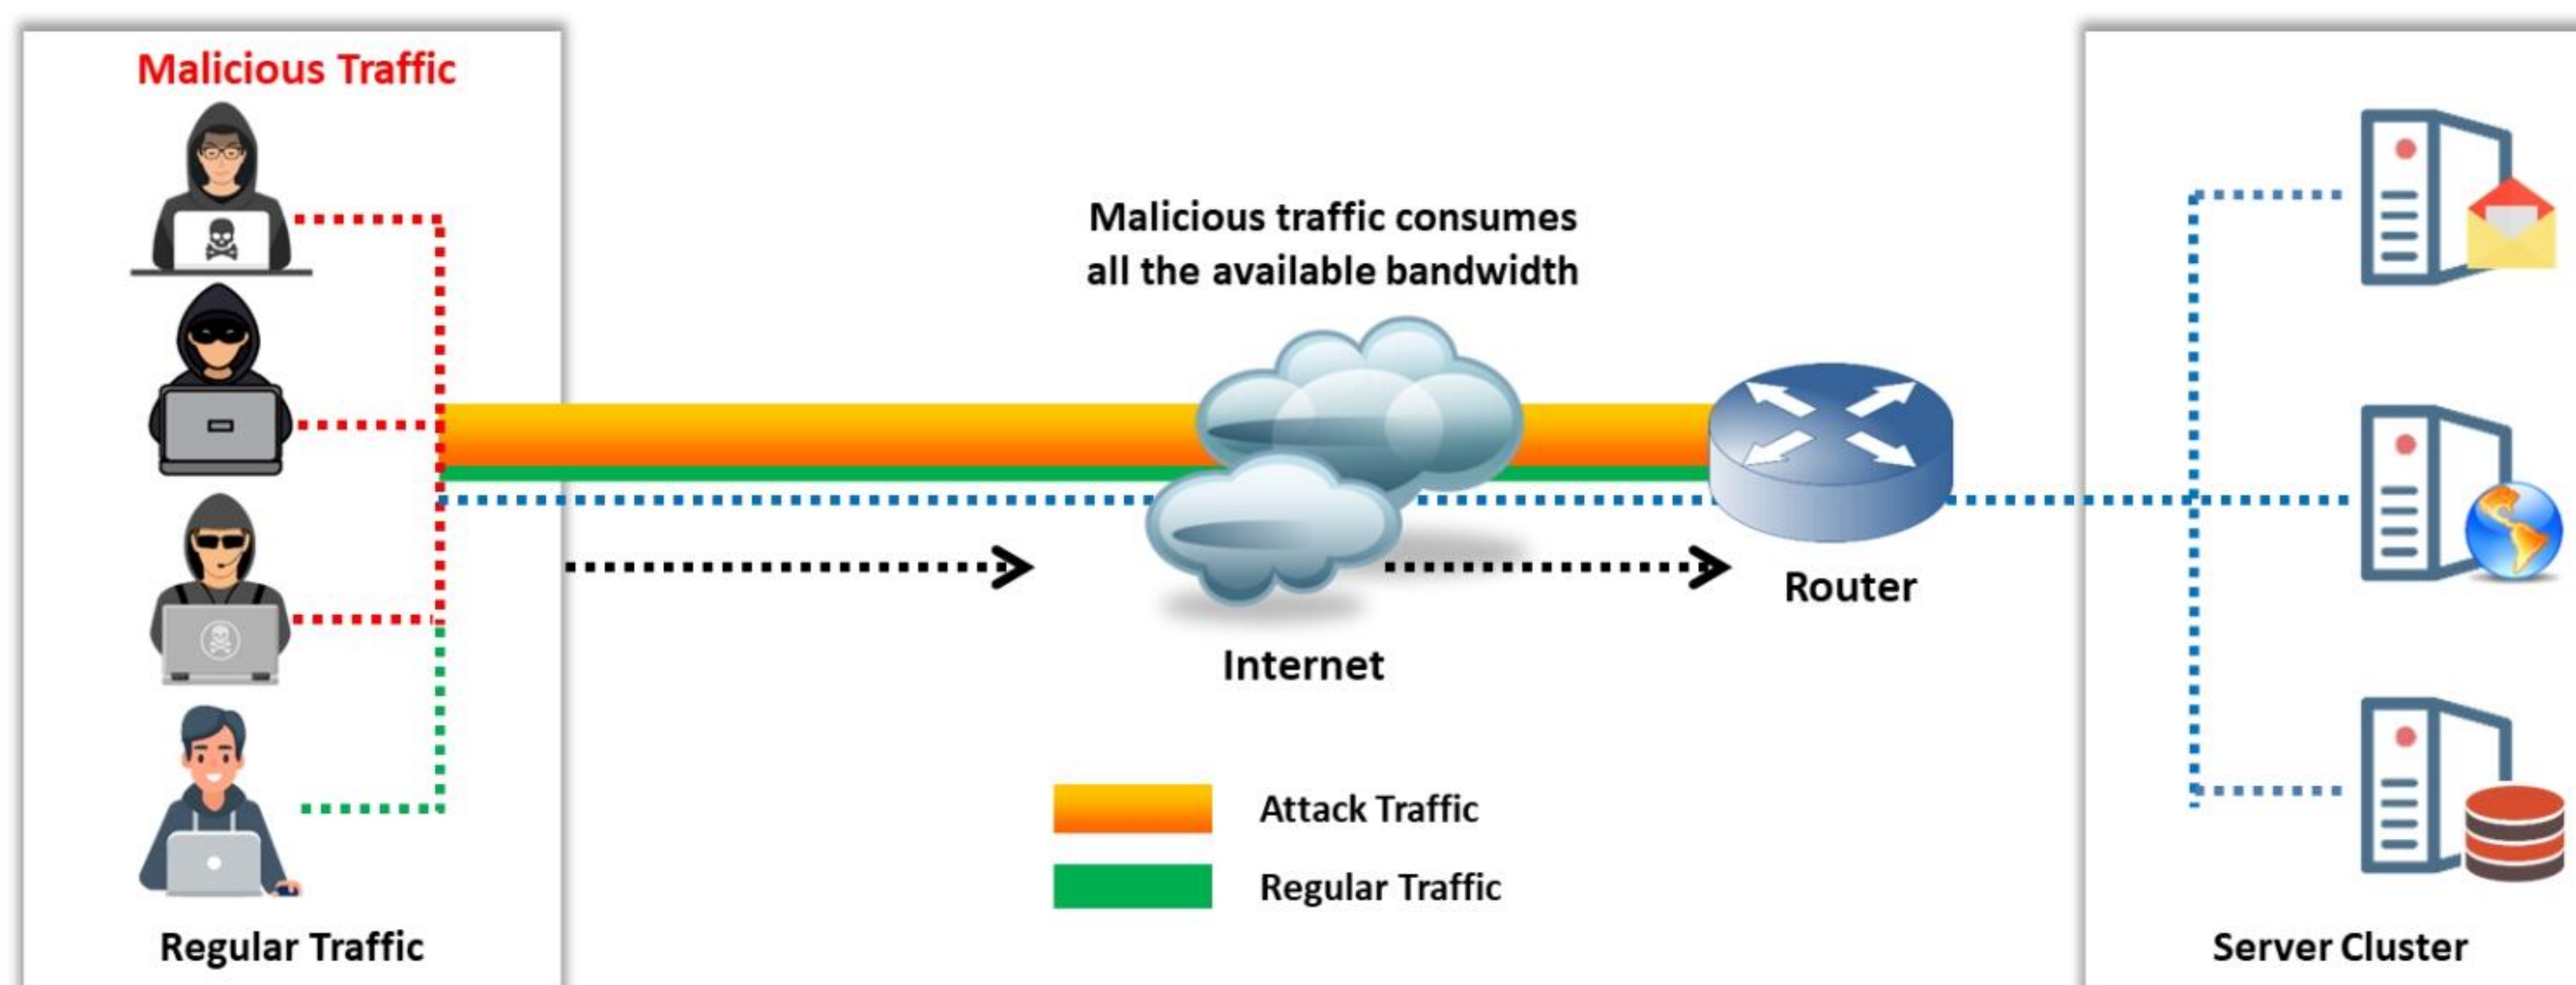 Malicious Traffic
Malicious traffic consumes
all the available bandwidth
Router
Internet
Attack Traffic
Regular Traffic
Regular Traffic
Server Cluster